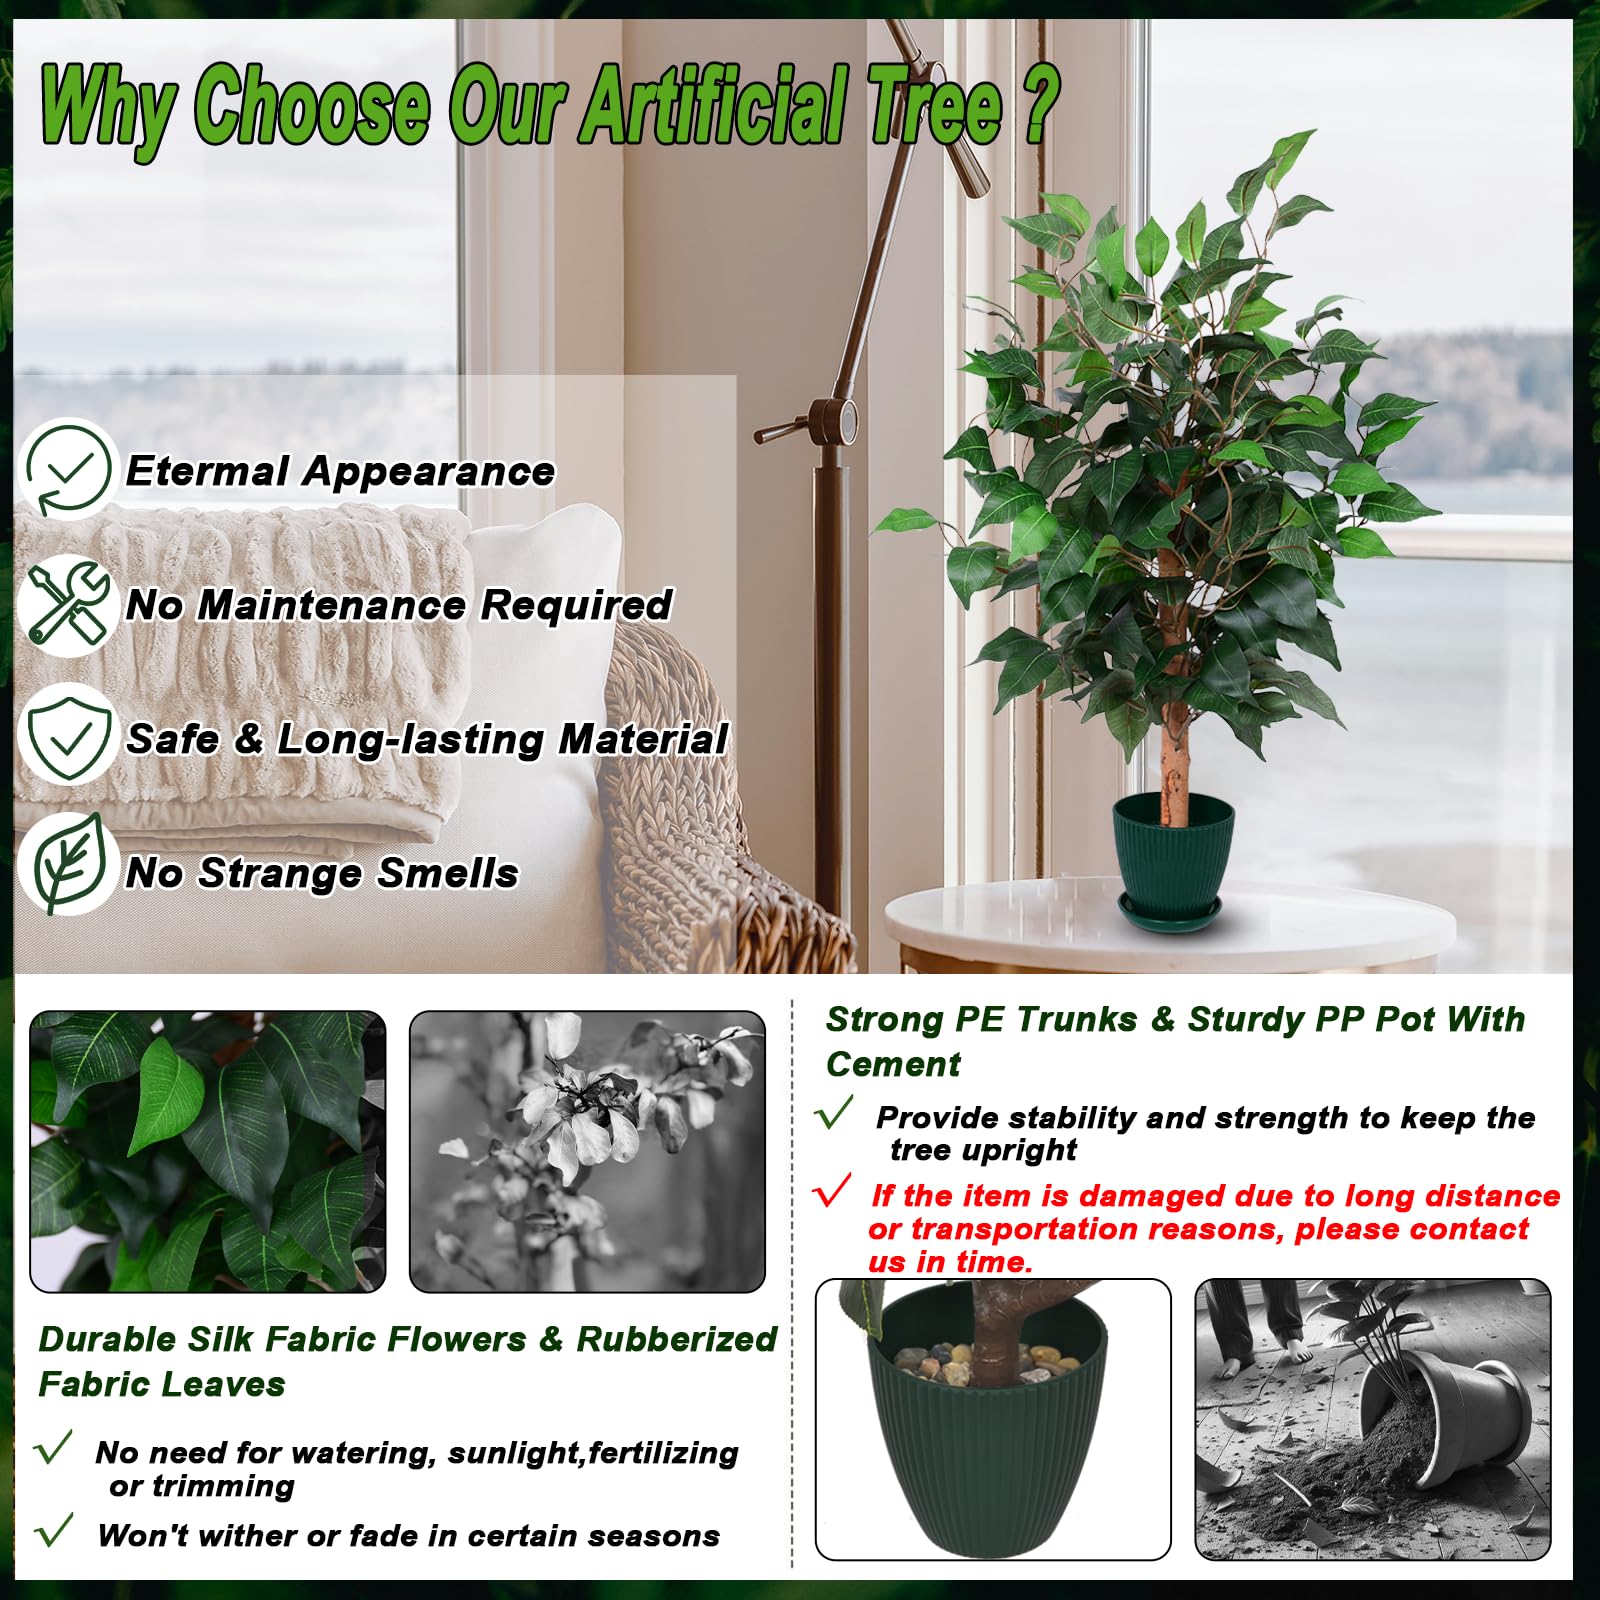 Why Choose Our Artificial Tree ?
Etermal Appearance
No Maintenance Required
Safe & Long-lasting Material
No Strange Smells
Durable Silk Fabric Flowers & Rubberized
Fabric Leaves
No need for watering, sunlight,fertilizing
or trimming
Won't wither or fade in certain seasons
Strong PE Trunks & Sturdy PP Pot With
Cement
Provide stability and strength to keep the
tree upright
If the item is damaged due to long distance
or transportation reasons, please contact
us in time.